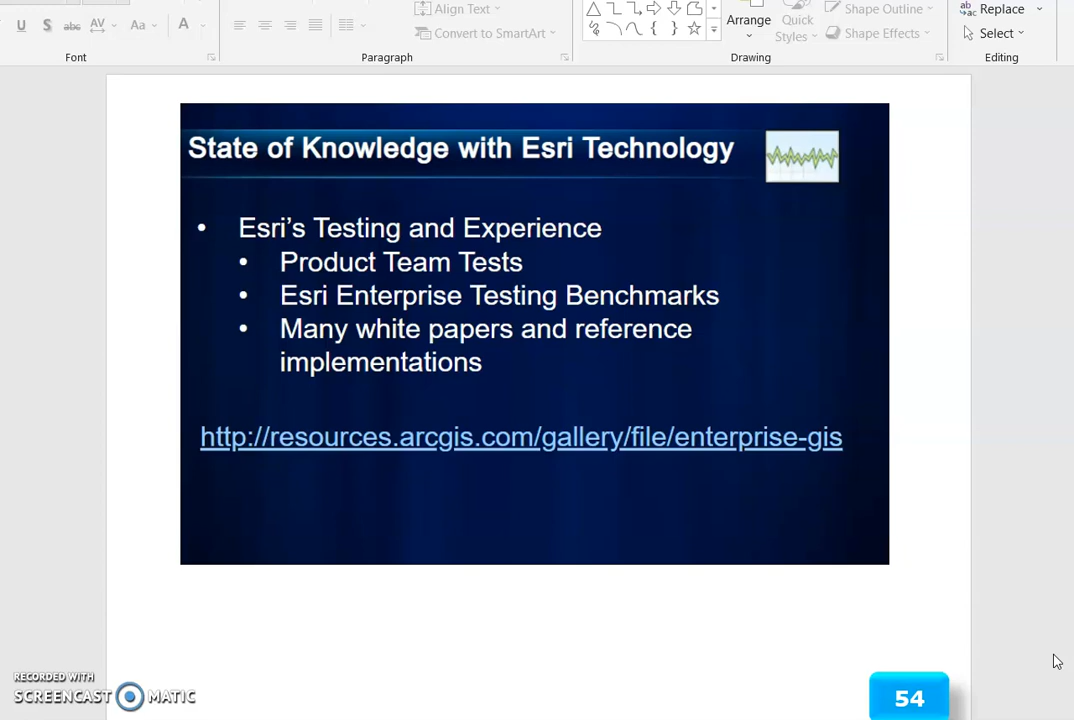 Align Text
Shape Outline
Replace
U S abc AV Aa A
Convert to SmartArt
Arrange
Quick
Styles
Shape Effects
Select
Font
Paragraph
Drawing
Editing
State of Knowledge with Esri Technology
• Esri’s Testing and Experience
• Product Team Tests
• Esri Enterprise Testing Benchmarks
• Many white papers and reference
implementations
http://resources.arcgis.com/gallery/file/enterprise-gis
RECORDED WITH
SCREENCAST MATIC
54